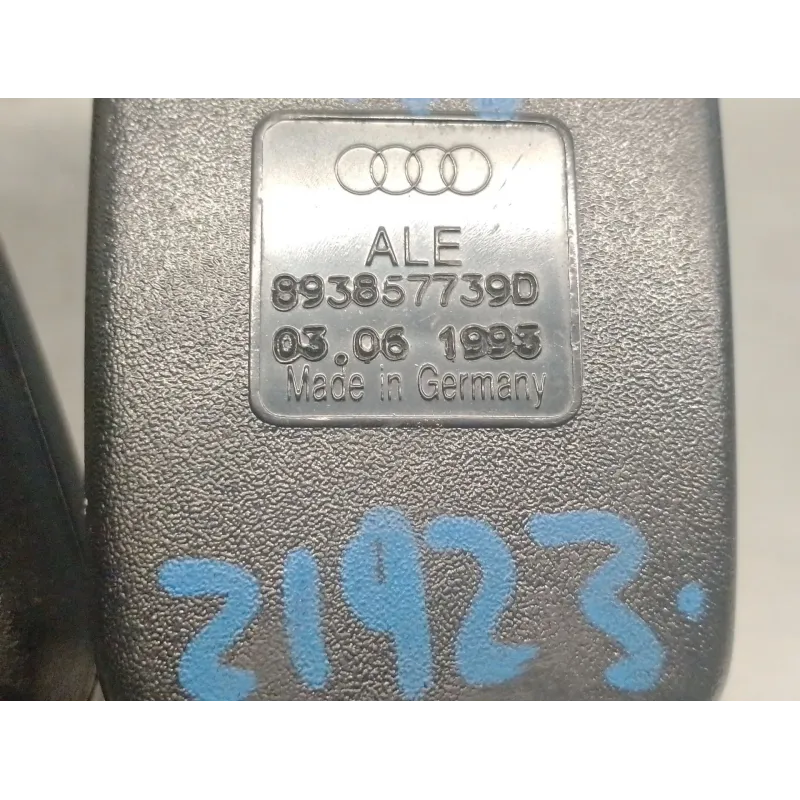 ALE
893857739D
03.06 1993
Made in Germany
21923.